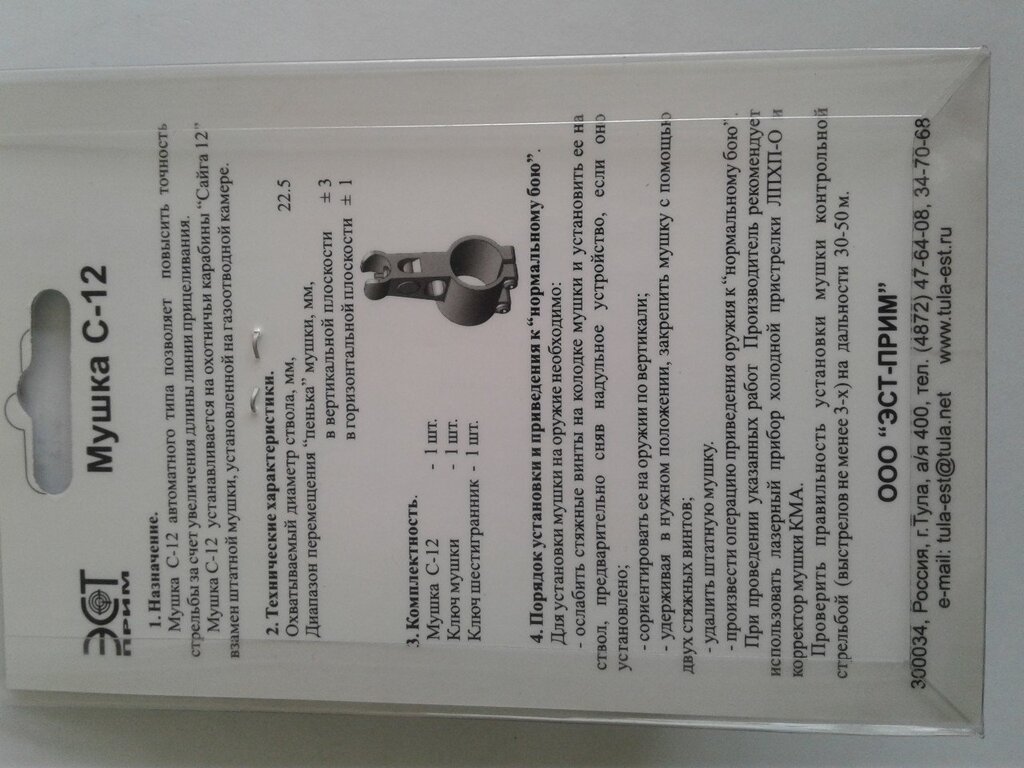 ЭСТ
ПРИМ
Мушка С-12
1. Назначение.
Мушка С-12 автоматного типа позволяет повысить точность
стрельбы за счет увеличения длины линии прицеливания.
Мушка С-12 устанавливается на охотничьи карабины “Сайга 12”
взамен штатной мушки, установленной на газоотводной камере.
2. Технические характеристики.
Охватываемый диаметр ствола, мм, 22.5
Диапазон перемещения “пенька” мушки, мм,
в вертикальной плоскости ± 3
в горизонтальной плоскости ± 1
3. Комплектность.
Мушка С-12 - 1 шт.
Ключ мушки - 1 шт.
Ключ шестигранник - 1 шт.
4. Порядок установки и приведения к “нормальному бою”.
Для установки мушки на оружие необходимо:
- ослабить стяжные винты на колодке мушки и установить ее на
ствол, предварительно сняв надульное устройство, если оно
установлено;
- сориентировать ее на оружии по вертикали;
- удерживая в нужном положении, закрепить мушку с помощью
двух стяжных винтов;
- удалить штатную мушку.
- произвести операцию приведения оружия к “нормальному бою”.
При проведении указанных работ Производитель рекомендует
использовать лазерный прибор холодной пристрелки ЛПХП-О и
корректор мушки КМА.
Проверить правильность установки мушки контрольной
стрельбой (выстрелов не менее 3-х) на дальности 30-50 м.
ООО “ЭСТ-ПРИМ”
300034, Россия, г.Тула, а/я 400, тел. (4872) 47-64-08, 34-70-68
e-mail: tula-est@tula.net www.tula-est.ru